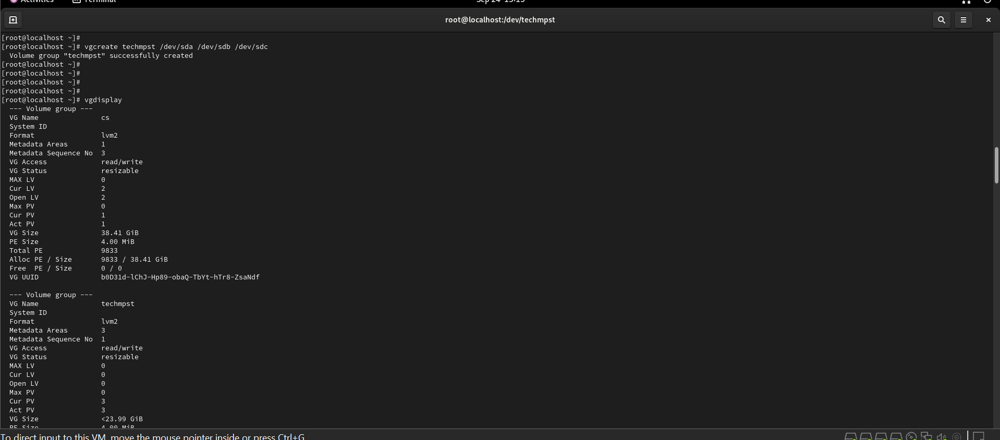 Activities Terminal Sep 24 15:15
root@localhost:/dev/techmpst
[root@localhost ~]#
[root@localhost ~]# vgcreate techmpst /dev/sda /dev/sdb /dev/sdc
Volume group "techmpst" successfully created
[root@localhost ~]#
[root@localhost ~]#
[root@localhost ~]#
[root@localhost ~]#
[root@localhost ~]# vgdisplay
--- Volume group ---
VG Name cs
System ID
Format lvm2
Metadata Areas 1
Metadata Sequence No 3
VG Access read/write
VG Status resizable
MAX LV 0
Cur LV 2
Open LV 2
Max PV 0
Cur PV 1
Act PV 1
VG Size 38.41 GiB
PE Size 4.00 MiB
Total PE 9833
Alloc PE / Size 9833 / 38.41 GiB
Free PE / Size 0 / 0
VG UUID b0D31d-lChJ-Hp89-obaQ-TbYt-hTr8-ZsaNdf
--- Volume group ---
VG Name techmpst
System ID
Format lvm2
Metadata Areas 3
Metadata Sequence No 1
VG Access read/write
VG Status resizable
MAX LV 0
Cur LV 0
Open LV 0
Max PV 0
Cur PV 3
Act PV 3
VG Size <23.99 GiB
PE Size 4.00 MiB
To direct input to this VM, move the mouse pointer inside or press Ctrl+G.